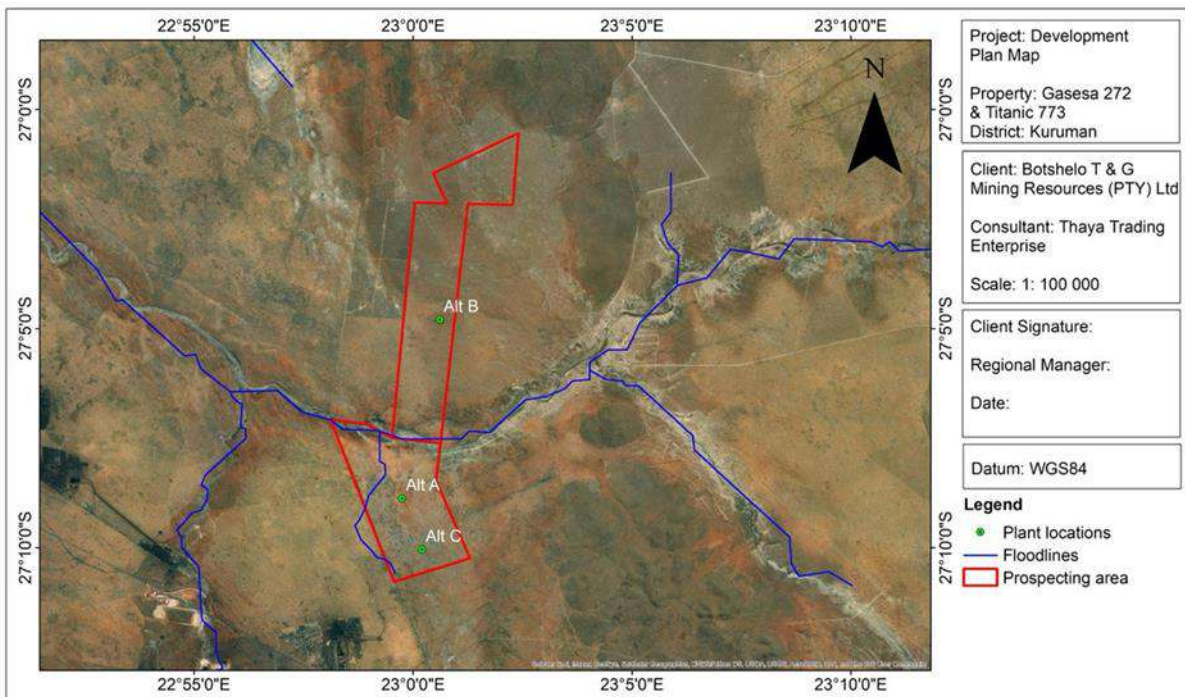 22°55'0"E 23°0'0"E 23°5'0"E 23°10'0"E
27°0'0"S
27°5'0"S
27°10'0"S
27°0'0"S
27°5'0"S
27°10'0"S
N
Alt B
Alt A
Alt C
22°55'0"E 23°0'0"E 23°5'0"E 23°10'0"E
Project: Development
Plan Map
Property: Gasesa 272
& Titanic 773
District: Kuruman
Client: Botshelo T & G
Mining Resources (PTY) Ltd
Consultant: Thaya Trading
Enterprise
Scale: 1: 100 000
Client Signature:
Regional Manager:
Date:
Datum: WGS84
Legend
Plant locations
Floodlines
Prospecting area